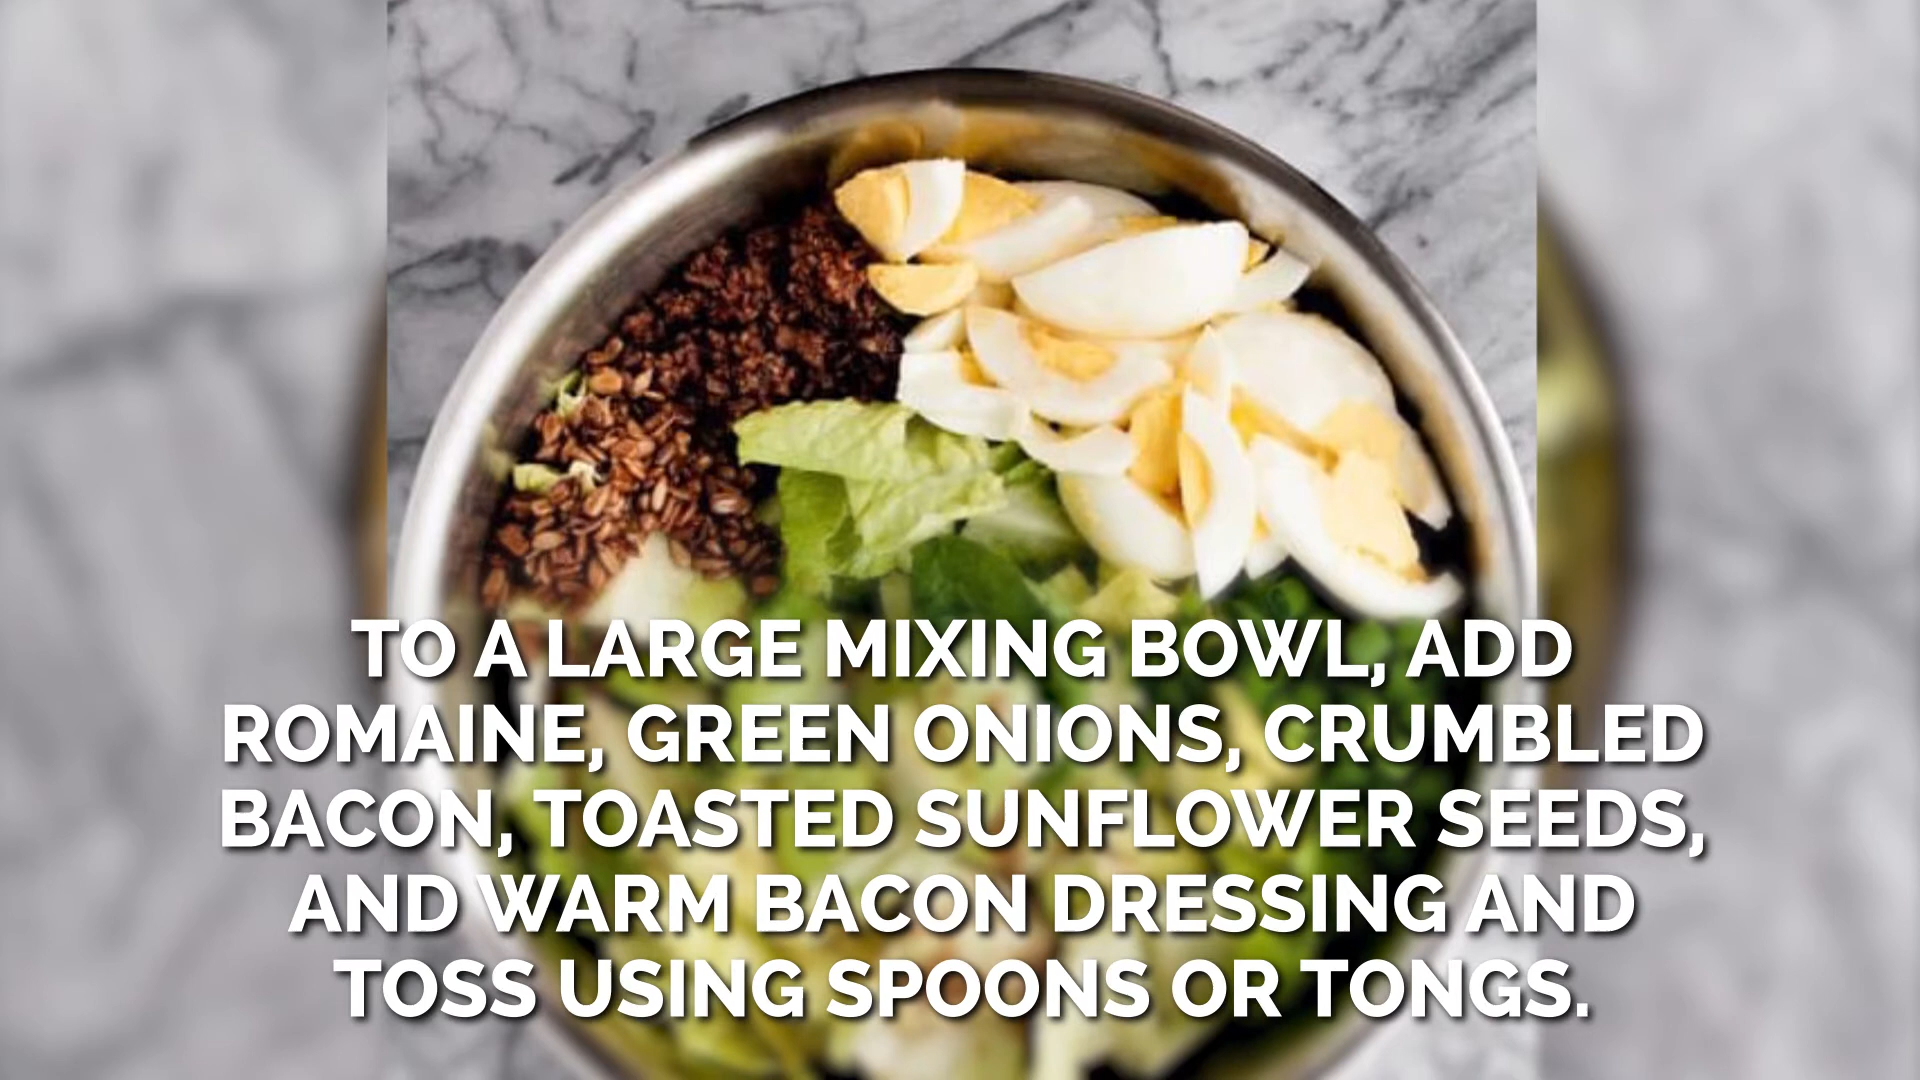 TO A LARGE MIXING BOWL, ADD
ROMAINE, GREEN ONIONS, CRUMBLED
BACON, TOASTED SUNFLOWER SEEDS,
AND WARM BACON DRESSING AND
TOSS USING SPOONS OR TONGS.